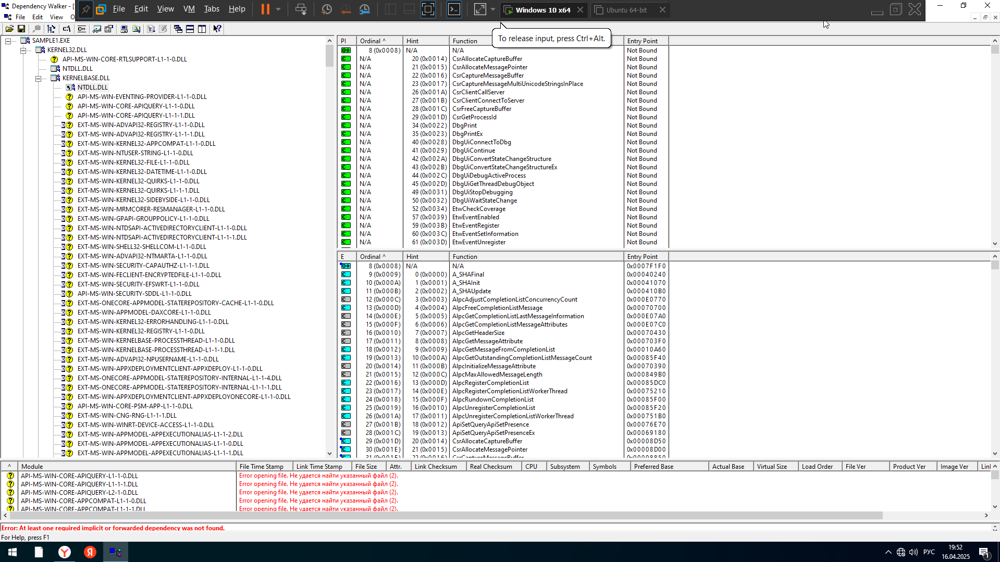 Dependency Walker - [
File Edit View VM Tabs Help
Windows 10 x64
Ubuntu 64-bit
File Edit View
To release input, press Ctrl+Alt.
SAMPLE1.EXE
KERNEL32.DLL
API-MS-WIN-CORE-RTLSUPPORT-L1-1-0.DLL
NTDLL.DLL
KERNELBASE.DLL
NTDLL.DLL
API-MS-WIN-EVENTING-PROVIDER-L1-1-0.DLL
API-MS-WIN-CORE-APIQUERY-L1-1-0.DLL
API-MS-WIN-CORE-APIQUERY-L1-1-1.DLL
EXT-MS-WIN-ADVAPI32-REGISTRY-L1-1-0.DLL
EXT-MS-WIN-ADVAPI32-REGISTRY-L1-1-1.DLL
EXT-MS-WIN-KERNEL32-APPCOMPAT-L1-1-0.DLL
EXT-MS-WIN-NTUSER-STRING-L1-1-0.DLL
EXT-MS-WIN-KERNEL32-FILE-L1-1-0.DLL
EXT-MS-WIN-KERNEL32-DATETIME-L1-1-0.DLL
EXT-MS-WIN-KERNEL32-QUIRKS-L1-1-0.DLL
EXT-MS-WIN-KERNEL32-QUIRKS-L1-1-1.DLL
EXT-MS-WIN-KERNEL32-SIDEBYSIDE-L1-1-0.DLL
EXT-MS-WIN-MRMCORER-RESMANAGER-L1-1-0.DLL
EXT-MS-WIN-GPAPI-GROUPPOLICY-L1-1-0.DLL
EXT-MS-WIN-NTDSAPI-ACTIVEDIRECTORYCLIENT-L1-1-0.DLL
EXT-MS-WIN-NTDSAPI-ACTIVEDIRECTORYCLIENT-L1-1-1.DLL
EXT-MS-WIN-SHELL32-SHELLCOM-L1-1-0.DLL
EXT-MS-WIN-ADVAPI32-NTMARTA-L1-1-0.DLL
EXT-MS-WIN-SECURITY-CAPAUTHZ-L1-1-1.DLL
EXT-MS-WIN-FECLIENT-ENCRYPTEDFILE-L1-1-0.DLL
EXT-MS-WIN-SECURITY-EFSWRT-L1-1-0.DLL
API-MS-WIN-SECURITY-SDDL-L1-1-0.DLL
EXT-MS-ONECORE-APPMODEL-STATEREPOSITORY-CACHE-L1-1-0.DLL
EXT-MS-WIN-APPMODEL-DAXCORE-L1-1-0.DLL
EXT-MS-WIN-KERNEL32-ERRORHANDLING-L1-1-0.DLL
EXT-MS-WIN-KERNEL32-REGISTRY-L1-1-0.DLL
EXT-MS-WIN-KERNELBASE-PROCESSTHREAD-L1-1-0.DLL
EXT-MS-WIN-KERNELBASE-PROCESSTHREAD-L1-1-1.DLL
EXT-MS-WIN-ADVAPI32-NPUSERNAME-L1-1-0.DLL
EXT-MS-WIN-APPXDEPLOYMENTCLIENT-APPXDEPLOY-L1-1-0.DLL
EXT-MS-ONECORE-APPMODEL-STATEREPOSITORY-INTERNAL-L1-1-4.DLL
EXT-MS-ONECORE-APPMODEL-STATEREPOSITORY-INTERNAL-L1-1-1.DLL
EXT-MS-WIN-APPXDEPLOYMENTCLIENT-APPXDEPLOYONECORE-L1-1-0.DLL
API-MS-WIN-CORE-PSM-APP-L1-1-0.DLL
EXT-MS-WIN-CNG-RNG-L1-1-1.DLL
EXT-MS-WIN-WINRT-DEVICE-ACCESS-L1-1-0.DLL
EXT-MS-WIN-APPMODEL-APPEXECUTIONALIAS-L1-1-2.DLL
EXT-MS-WIN-APPMODEL-APPEXECUTIONALIAS-L1-1-0.DLL
EXT-MS-WIN-APPMODEL-APPEXECUTIONALIAS-L1-1-1.DLL
PI Ordinal ^ Hint Function Entry Point
O# 8 (0x0008) N/A N/A Not Bound
C N/A 20 (0x0014) CsrAllocateCaptureBuffer Not Bound
C N/A 21 (0x0015) CsrAllocateMessagePointer Not Bound
C N/A 22 (0x0016) CsrCaptureMessageBuffer Not Bound
C N/A 23 (0x0017) CsrCaptureMessageMultiUnicodeStringsInPlace Not Bound
C N/A 26 (0x001A) CsrClientCallServer Not Bound
C N/A 27 (0x001B) CsrClientConnectToServer Not Bound
C N/A 28 (0x001C) CsrFreeCaptureBuffer Not Bound
C N/A 29 (0x001D) CsrGetProcessId Not Bound
C N/A 34 (0x0022) DbgPrint Not Bound
C N/A 35 (0x0023) DbgPrintEx Not Bound
C N/A 40 (0x0028) DbgUiConnectToDbg Not Bound
C N/A 41 (0x0029) DbgUiContinue Not Bound
C N/A 42 (0x002A) DbgUiConvertStateChangeStructure Not Bound
C N/A 43 (0x002B) DbgUiConvertStateChangeStructureEx Not Bound
C N/A 44 (0x002C) DbgUiDebugActiveProcess Not Bound
C N/A 45 (0x002D) DbgUiGetThreadDebugObject Not Bound
C N/A 49 (0x0031) DbgUiStopDebugging Not Bound
C N/A 50 (0x0032) DbgUiWaitStateChange Not Bound
C N/A 52 (0x0034) EtwCheckCoverage Not Bound
C N/A 57 (0x0039) EtwEventEnabled Not Bound
C N/A 59 (0x003B) EtwEventRegister Not Bound
C N/A 60 (0x003C) EtwEventSetInformation Not Bound
C N/A 61 (0x003D) EtwEventUnregister Not Bound
E Ordinal ^ Hint Function Entry Point
O# 8 (0x0008) N/A N/A 0x0007F1F0
C 9 (0x0009) 0 (0x0000) A_SHAFinal 0x00040240
C 10 (0x000A) 1 (0x0001) A_SHAInit 0x00041070
C 11 (0x000B) 2 (0x0002) A_SHAUpdate 0x000410B0
C 12 (0x000C) 3 (0x0003) AlpcAdjustCompletionListConcurrencyCount 0x000E0770
C 13 (0x000D) 4 (0x0004) AlpcFreeCompletionListMessage 0x00070700
C 14 (0x000E) 5 (0x0005) AlpcGetCompletionListLastMessageInformation 0x000E07A0
C 15 (0x000F) 6 (0x0006) AlpcGetCompletionListMessageAttributes 0x000E07C0
C 16 (0x0010) 7 (0x0007) AlpcGetHeaderSize 0x00070430
C 17 (0x0011) 8 (0x0008) AlpcGetMessageAttribute 0x000703F0
C 18 (0x0012) 9 (0x0009) AlpcGetMessageFromCompletionList 0x00010A60
C 19 (0x0013) 10 (0x000A) AlpcGetOutstandingCompletionListMessageCount 0x00085F40
C 20 (0x0014) 11 (0x000B) AlpcInitializeMessageAttribute 0x00070390
C 21 (0x0015) 12 (0x000C) AlpcMaxAllowedMessageLength 0x000849B0
C 22 (0x0016) 13 (0x000D) AlpcRegisterCompletionList 0x00085DC0
C 23 (0x0017) 14 (0x000E) AlpcRegisterCompletionListWorkerThread 0x00075210
C 24 (0x0018) 15 (0x000F) AlpcRundownCompletionList 0x00085F00
C 25 (0x0019) 16 (0x0010) AlpcUnregisterCompletionList 0x00085F20
C 26 (0x001A) 17 (0x0011) AlpcUnregisterCompletionListWorkerThread 0x000751B0
C 27 (0x001B) 18 (0x0012) ApiSetQueryApiSetPresence 0x00076E70
C 28 (0x001C) 19 (0x0013) ApiSetQueryApiSetPresenceEx 0x00069180
C 29 (0x001D) 20 (0x0014) CsrAllocateCaptureBuffer 0x00008D50
C 30 (0x001E) 21 (0x0015) CsrAllocateMessagePointer 0x00008D00
31 (0x001F) 22 (0x0016) CsrCaptureMessageBuffer 0x00008850
^ Module File Time Stamp Link Time Stamp File Size Attr. Link Checksum Real Checksum CPU Subsystem Symbols Preferred Base Actual Base Virtual Size Load Order File Ver Product Ver Image Ver Linl
API-MS-WIN-CORE-APIQUERY-L1-1-0.DLL Error opening file. Не удается найти указанный файл (2).
API-MS-WIN-CORE-APIQUERY-L1-1-1.DLL Error opening file. Не удается найти указанный файл (2).
API-MS-WIN-CORE-APIQUERY-L2-1-0.DLL Error opening file. Не удается найти указанный файл (2).
API-MS-WIN-CORE-APPCOMPAT-L1-1-0.DLL Error opening file. Не удается найти указанный файл (2).
API-MS-WIN-CORE-APPCOMPAT-L1-1-1.DLL Error opening file. Не удается найти указанный файл (2).
Error: At least one required implicit or forwarded dependency was not found.
For Help, press F1
РУС
19:52
16.04.2025
1